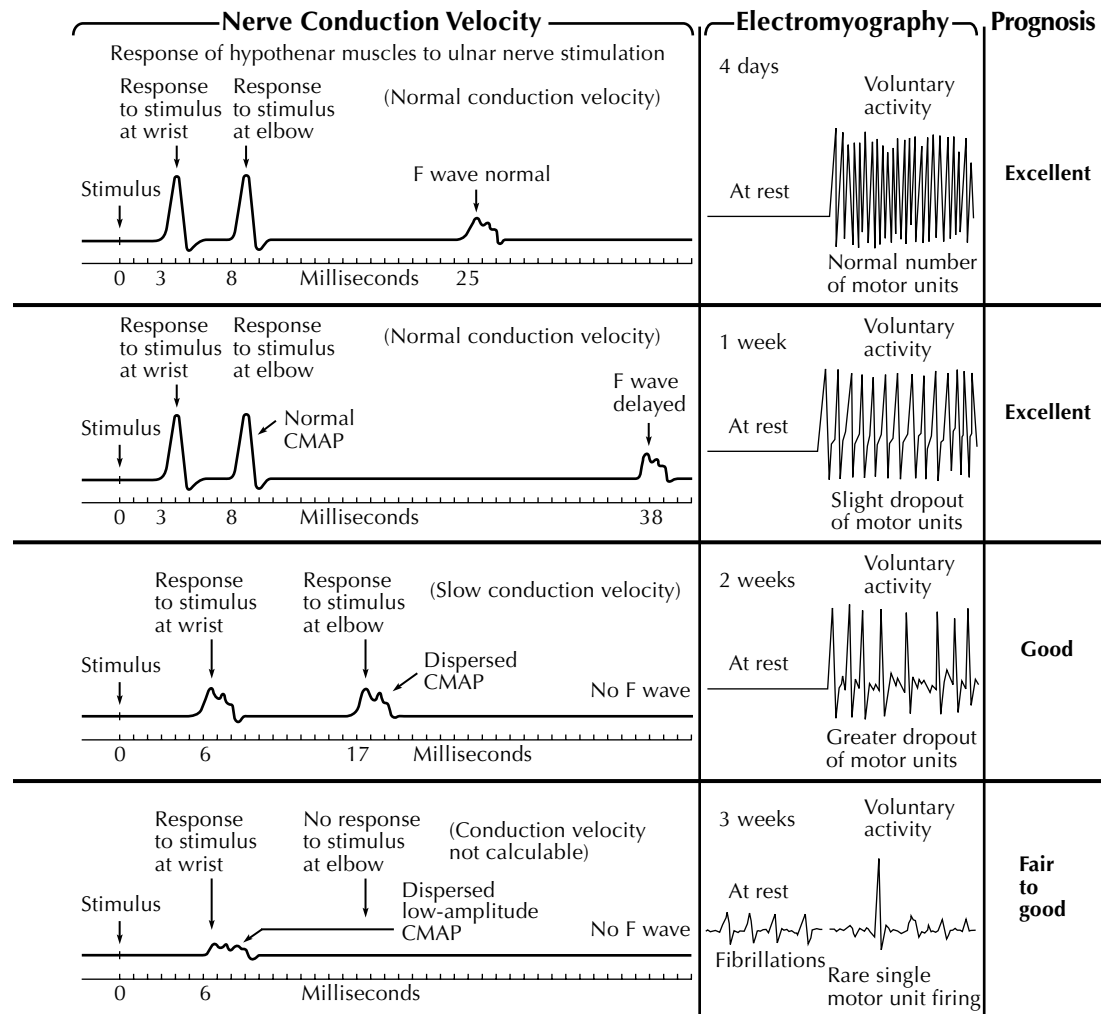 Nerve Conduction Velocity
Electromyography
Prognosis
Response of hypothenar muscles to ulnar nerve stimulation
Response
to stimulus
at wrist
Response
to stimulus
at elbow
(Normal conduction velocity)
Stimulus
F wave normal
0 3 8 Milliseconds 25
4 days
Voluntary
activity
At rest
Normal number
of motor units
Excellent
Response
to stimulus
at wrist
Response
to stimulus
at elbow
(Normal conduction velocity)
Stimulus
Normal
CMAP
F wave
delayed
0 3 8 Milliseconds 38
1 week
Voluntary
activity
At rest
Slight dropout
of motor units
Excellent
Response
to stimulus
at wrist
Response
to stimulus
at elbow
(Slow conduction velocity)
Stimulus
Dispersed
CMAP
No F wave
0 6 17 Milliseconds
2 weeks
Voluntary
activity
At rest
Greater dropout
of motor units
Good
Response
to stimulus
at wrist
No response
to stimulus
at elbow
(Conduction velocity
not calculable)
Stimulus
Dispersed
low-amplitude
CMAP
No F wave
0 6 Milliseconds
3 weeks
Voluntary
activity
At rest
Fibrillations
Rare single
motor unit firing
Fair
to
good